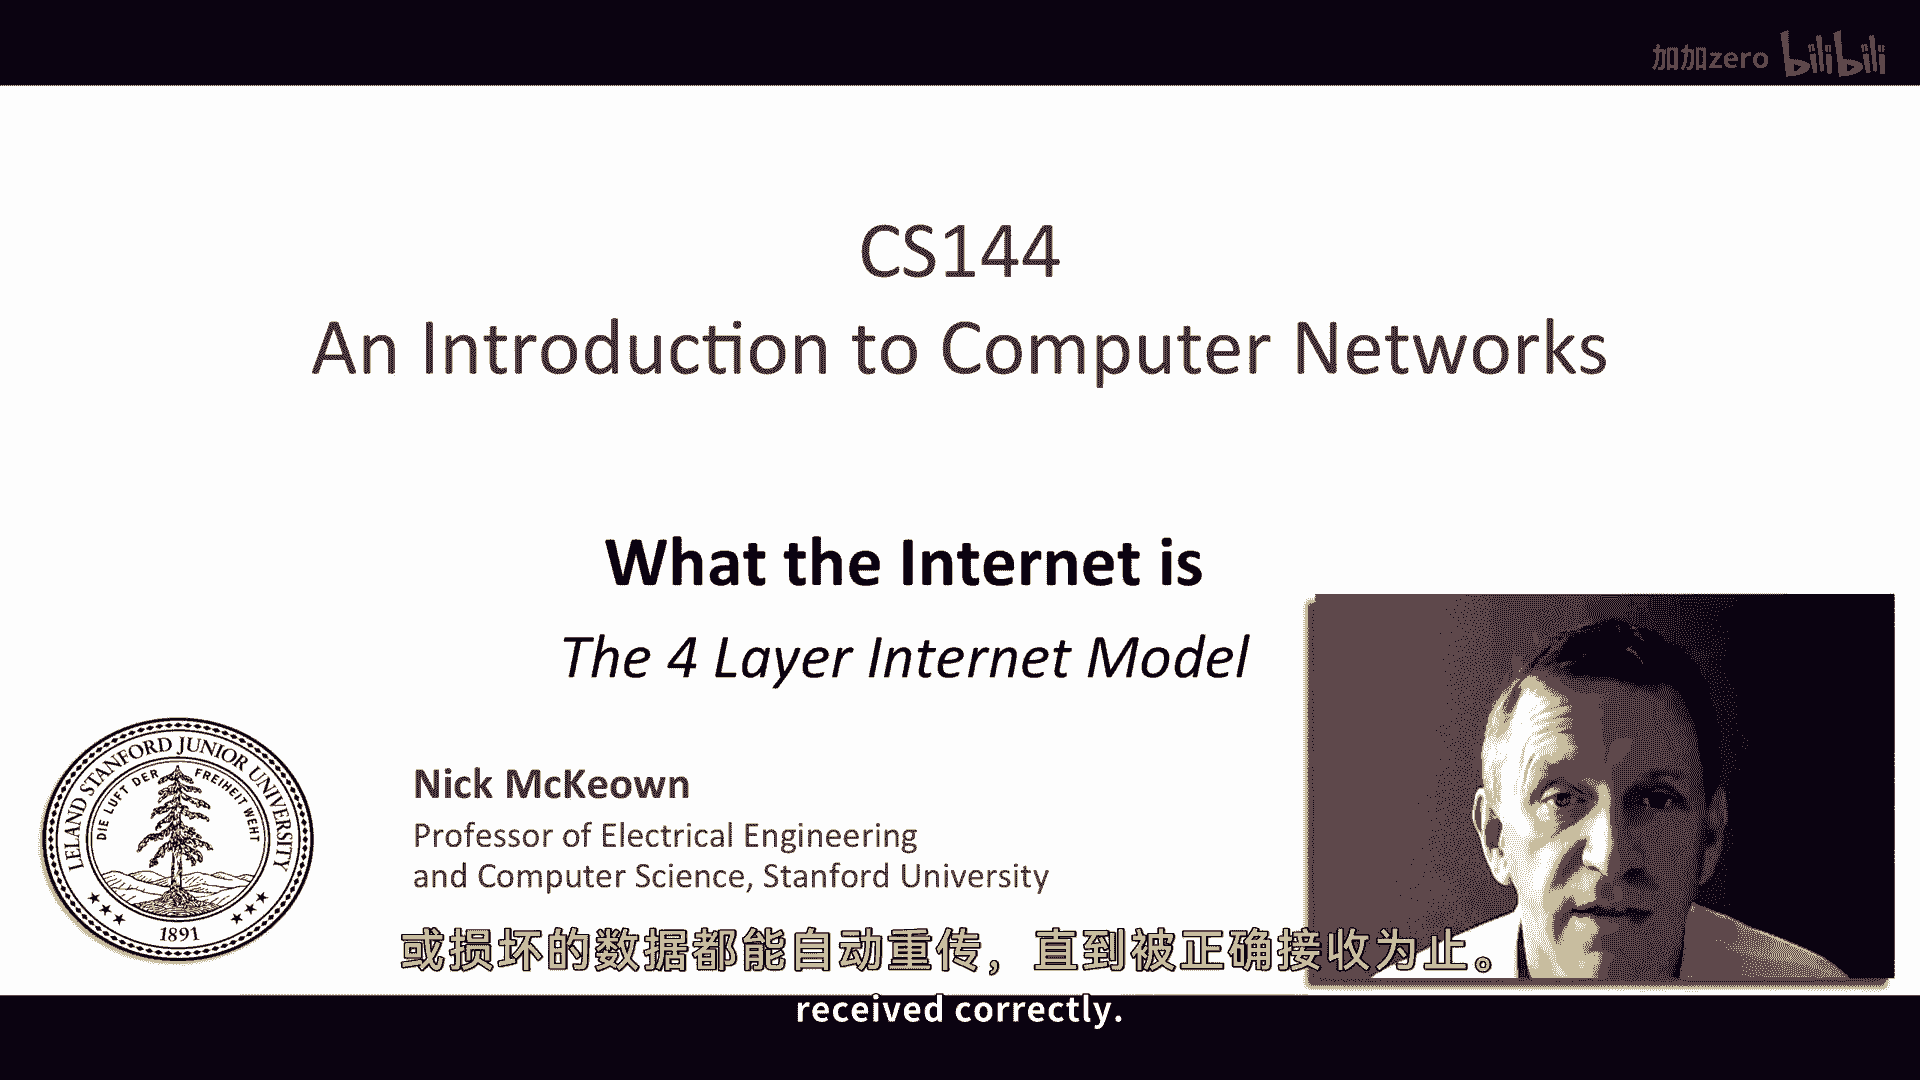 加加zero bilibili
CS144
An Introduction to Computer Networks
What the Internet is
The 4 Layer Internet Model
LELAND STANFORD JUNIOR UNIVERSITY
DIE LUFT DER FREIHEIT WEHT
1891
Nick McKeown
Professor of Electrical Engineering
and Computer Science, Stanford University
或损坏的数据都能自动重传，直到被正确接收为止。
received correctly.